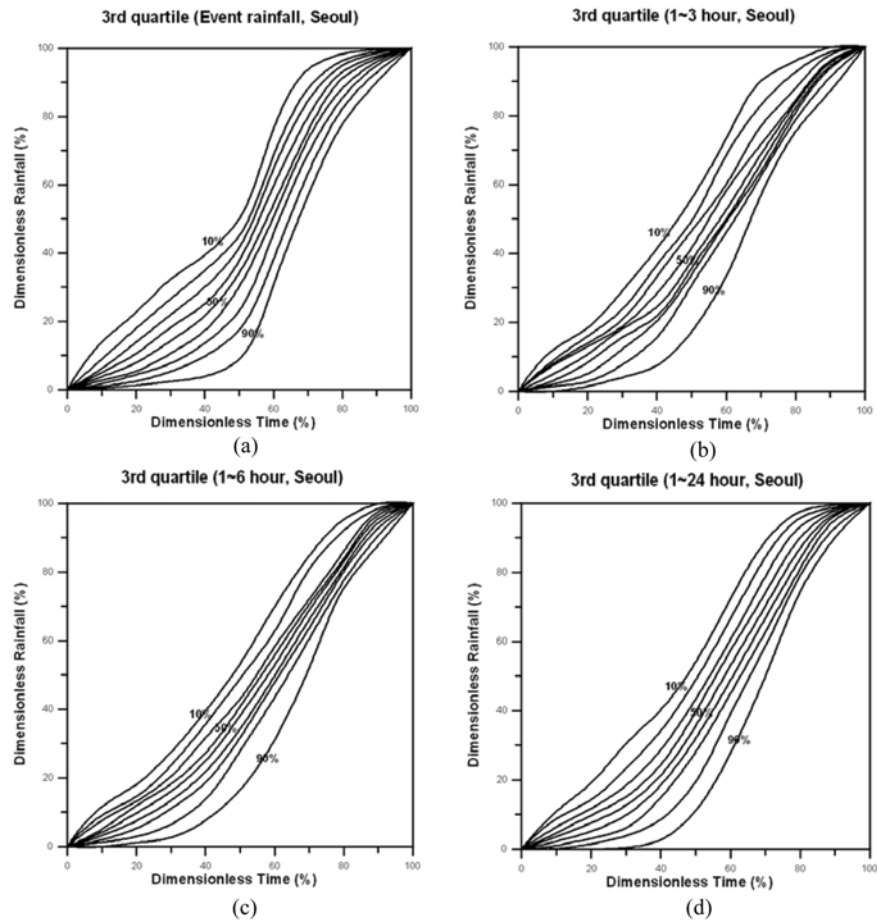 3rd quartile (Event rainfall, Seoul)
100
80
60
40
20
0
Dimensionless Rainfall (%)
10%
50%
90%
0 20 40 60 80 100
Dimensionless Time (%)
(a)
3rd quartile (1~3 hour, Seoul)
100
80
60
40
20
0
Dimensionless Rainfall (%)
10%
50%
90%
0 20 40 60 80 100
Dimensionless Time (%)
(b)
3rd quartile (1~6 hour, Seoul)
100
80
60
40
20
0
Dimensionless Rainfall (%)
10%
50%
90%
0 20 40 60 80 100
Dimensionless Time (%)
(c)
3rd quartile (1~24 hour, Seoul)
100
80
60
40
20
0
Dimensionless Rainfall (%)
10%
50%
90%
0 20 40 60 80 100
Dimensionless Time (%)
(d)